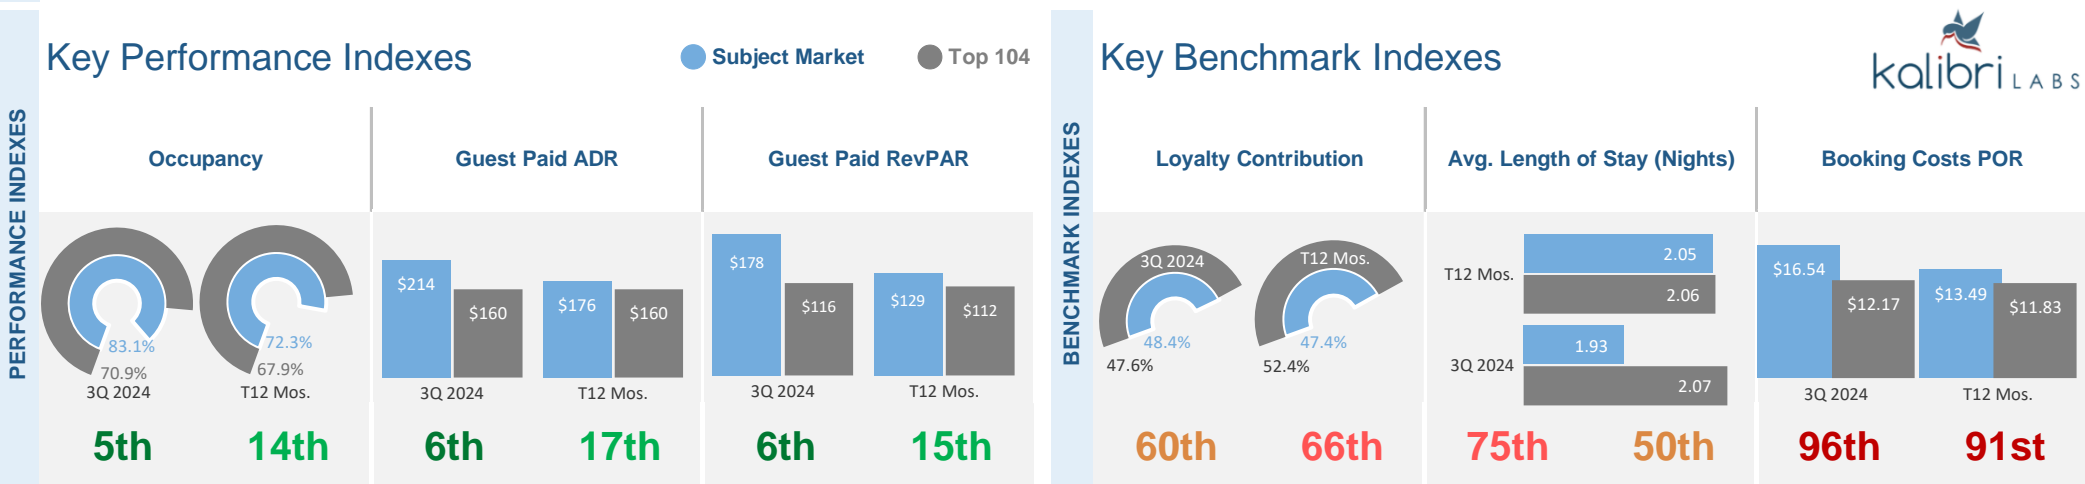 PERFORMANCE INDEXES
Key Performance Indexes
Subject Market
Top 104
Occupancy
Guest Paid ADR
Guest Paid RevPAR
83.1%
70.9%
3Q 2024
72.3%
67.9%
T12 Mos.
$214
$160
3Q 2024
$176
$160
T12 Mos.
$178
$116
3Q 2024
$129
$112
T12 Mos.
5th
14th
6th
17th
6th
15th
BENCHMARK INDEXES
Key Benchmark Indexes
kalibri LABS
Loyalty Contribution
Avg. Length of Stay (Nights)
Booking Costs POR
3Q 2024
48.4%
47.6%
T12 Mos.
47.4%
52.4%
T12 Mos.
2.05
2.06
3Q 2024
1.93
2.07
$16.54
$12.17
3Q 2024
$13.49
$11.83
T12 Mos.
60th
66th
75th
50th
96th
91st